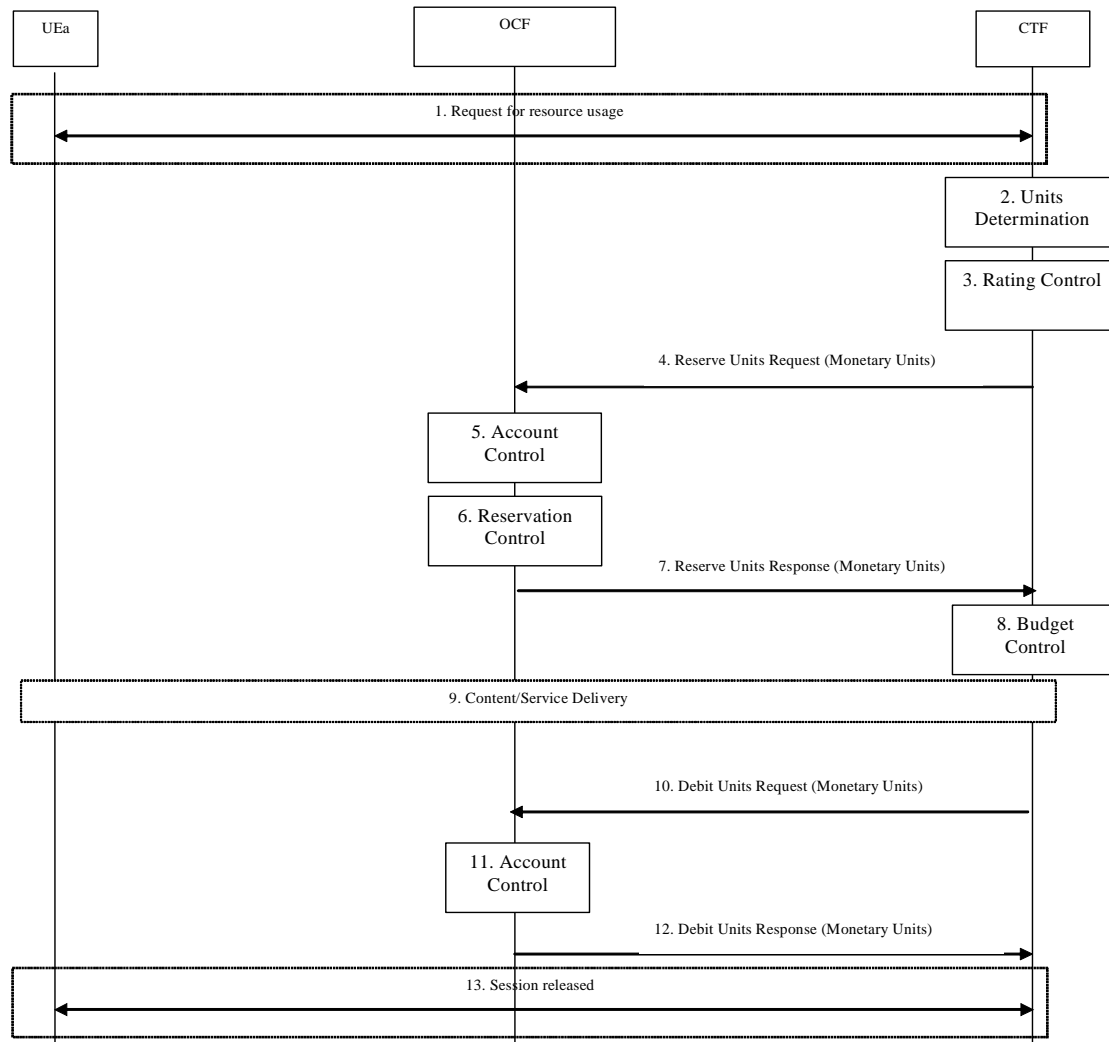 UEa
OCF
CTF
1. Request for resource usage
2. Units
Determination
3. Rating Control
4. Reserve Units Request (Monetary Units)
5. Account
Control
6. Reservation
Control
7. Reserve Units Response (Monetary Units)
8. Budget
Control
9. Content/Service Delivery
10. Debit Units Request (Monetary Units)
11. Account
Control
12. Debit Units Response (Monetary Units)
13. Session released